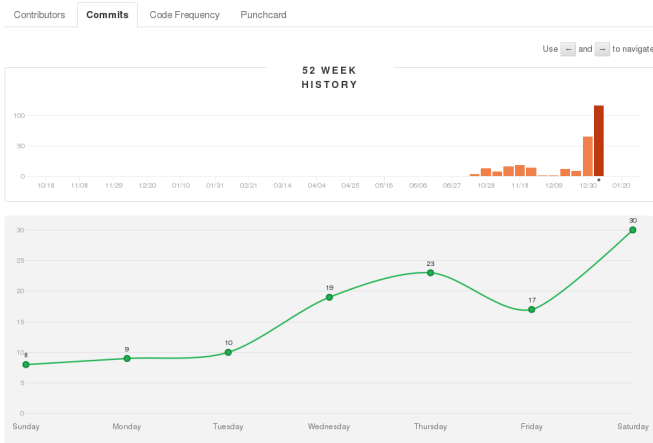 Contributors Commits Code Frequency Punchcard
Use ← and → to navigate
52 WEEK
HISTORY
100
50
0
10/18 11/08 11/29 12/20 01/10 01/31 02/21 03/14 04/04 04/25 05/16 06/06 06/27 10/28 11/18 12/09 12/30 01/20
30
30
25
23
20
19
17
15
10
10
9
8
5
0
Sunday Monday Tuesday Wednesday Thursday Friday Saturday